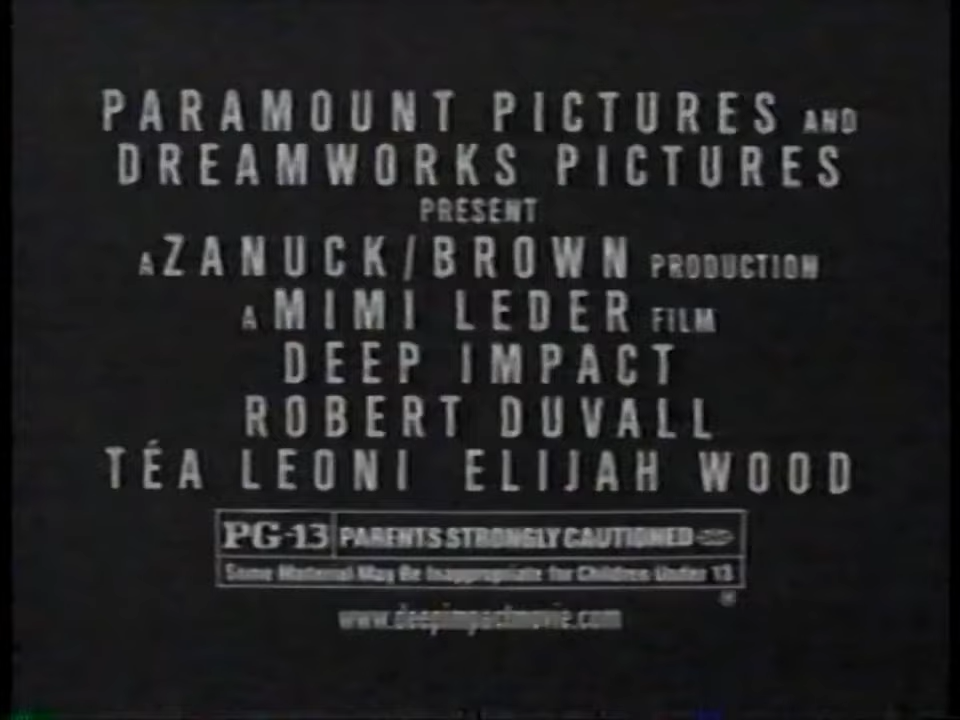 PARAMOUNT PICTURES AND
DREAMWORKS PICTURES
PRESENT
A ZANUCK/BROWN PRODUCTION
A MIMI LEDER FILM
DEEP IMPACT
ROBERT DUVALL
TÉA LEONI ELIJAH WOOD
PG-13 PARENTS STRONGLY CAUTIONED
Some Material May Be Inappropriate for Children Under 13
®
www.deepimpactmovie.com